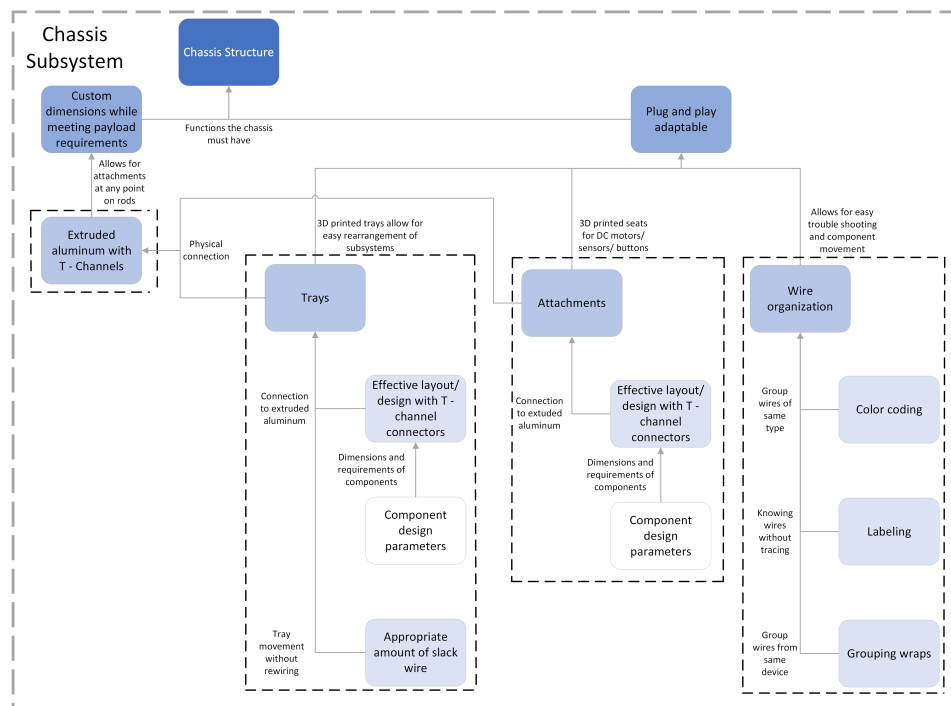 Chassis
Subsystem
Chassis Structure
Custom
dimensions while
meeting payload
requirements
Functions the chassis
must have
Plug and play
adaptable
Allows for
attachments
at any point
on rods
Extruded
aluminum with
T - Channels
Physical
connection
3D printed trays allow for
easy rearrangement of
subsystems
3D printed seats
for DC motors/
sensors/ buttons
Allows for easy
trouble shooting
and component
movement
Trays
Attachments
Wire
organization
Connection
to extruded
aluminum
Effective layout/
design with T -
channel
connectors
Dimensions and
requirements of
components
Component
design
parameters
Tray
movement
without
rewiring
Appropriate
amount of slack
wire
Connection
to extuded
aluminum
Effective layout/
design with T -
channel
connectors
Dimensions and
requirements of
components
Component
design
parameters
Group
wires of
same
type
Color coding
Knowing
wires
without
tracing
Labeling
Group
wires from
same
device
Grouping wraps